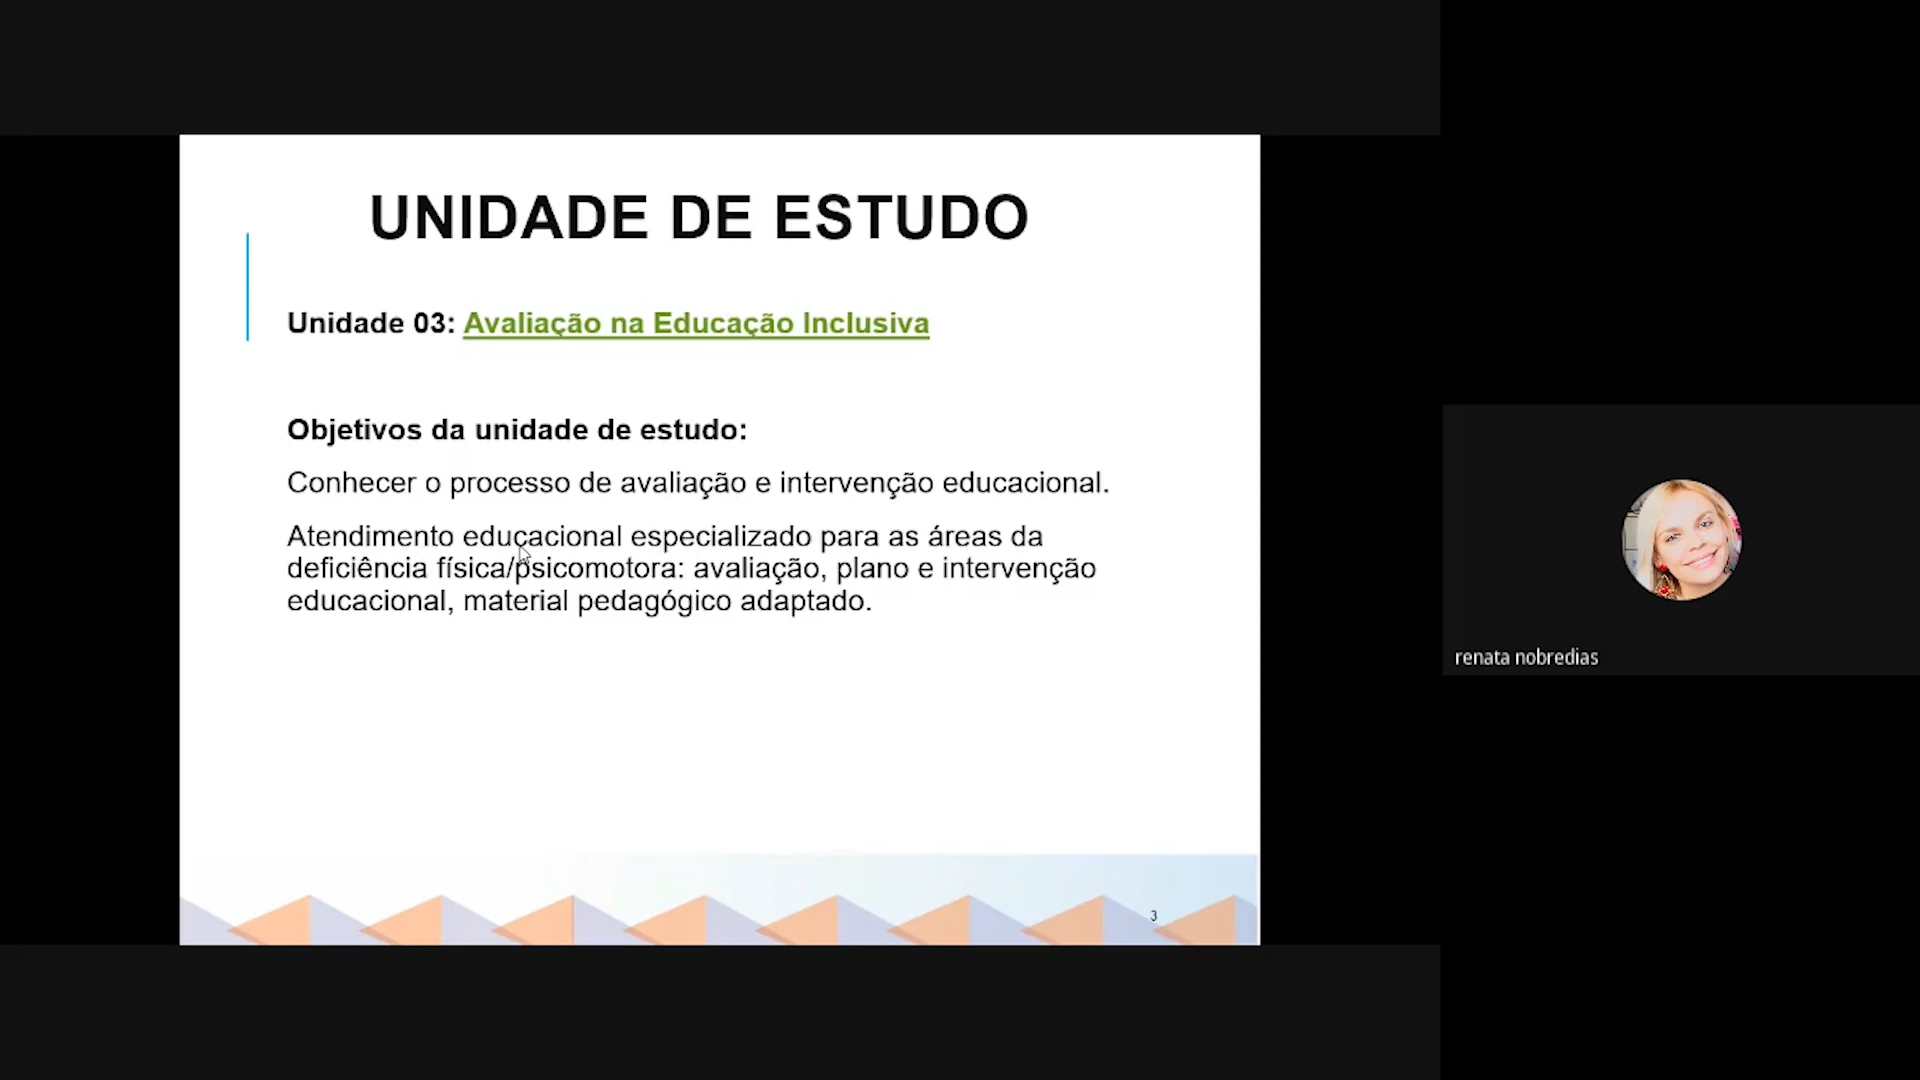 UNIDADE DE ESTUDO
Unidade 03: Avaliação na Educação Inclusiva
Objetivos da unidade de estudo:
Conhecer o processo de avaliação e intervenção educacional.
Atendimento educacional especializado para as áreas da
deficiência física/psicomotora: avaliação, plano e intervenção
educacional, material pedagógico adaptado.
3
renata nobredias